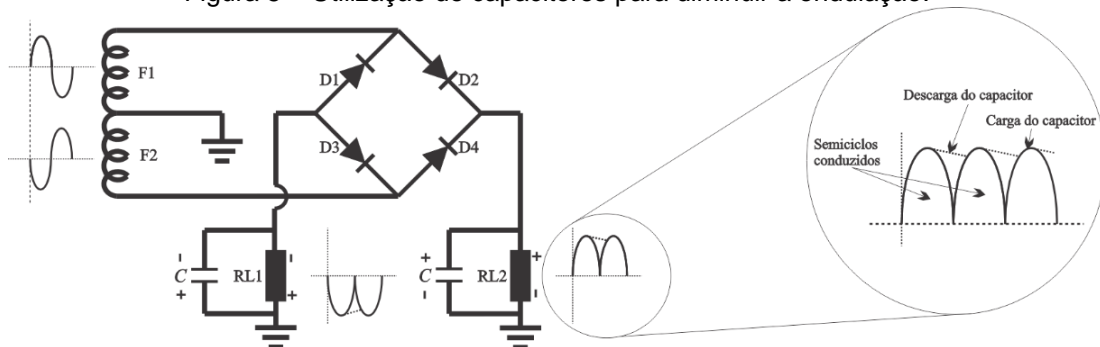 Figura 3 – Utilização de capacitores para diminuir a ondulação.
F1
F2
D1
D2
D3
D4
-
C
+
RL1
-
+
+
C
-
RL2
+
-
Descarga do capacitor
Carga do capacitor
Semiciclos
conduzidos